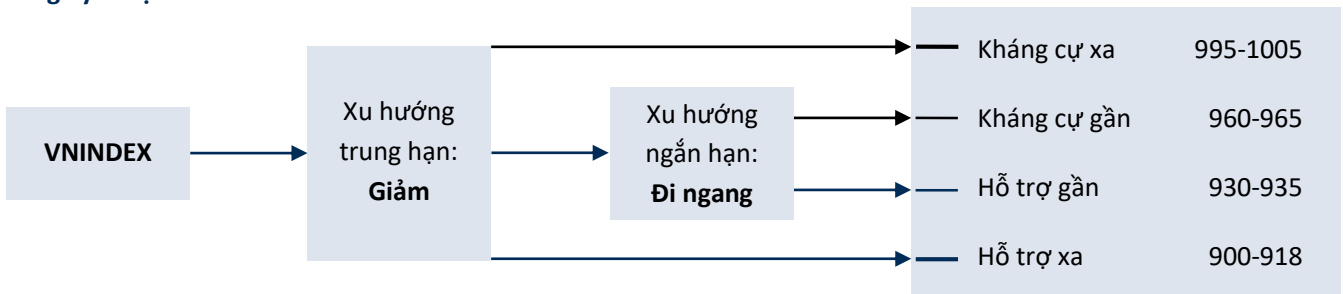 VNINDEX
Xu hướng
trung hạn:
Giảm
Xu hướng
ngắn hạn:
Đi ngang
Kháng cự xa 995-1005
Kháng cự gần 960-965
Hỗ trợ gần 930-935
Hỗ trợ xa 900-918